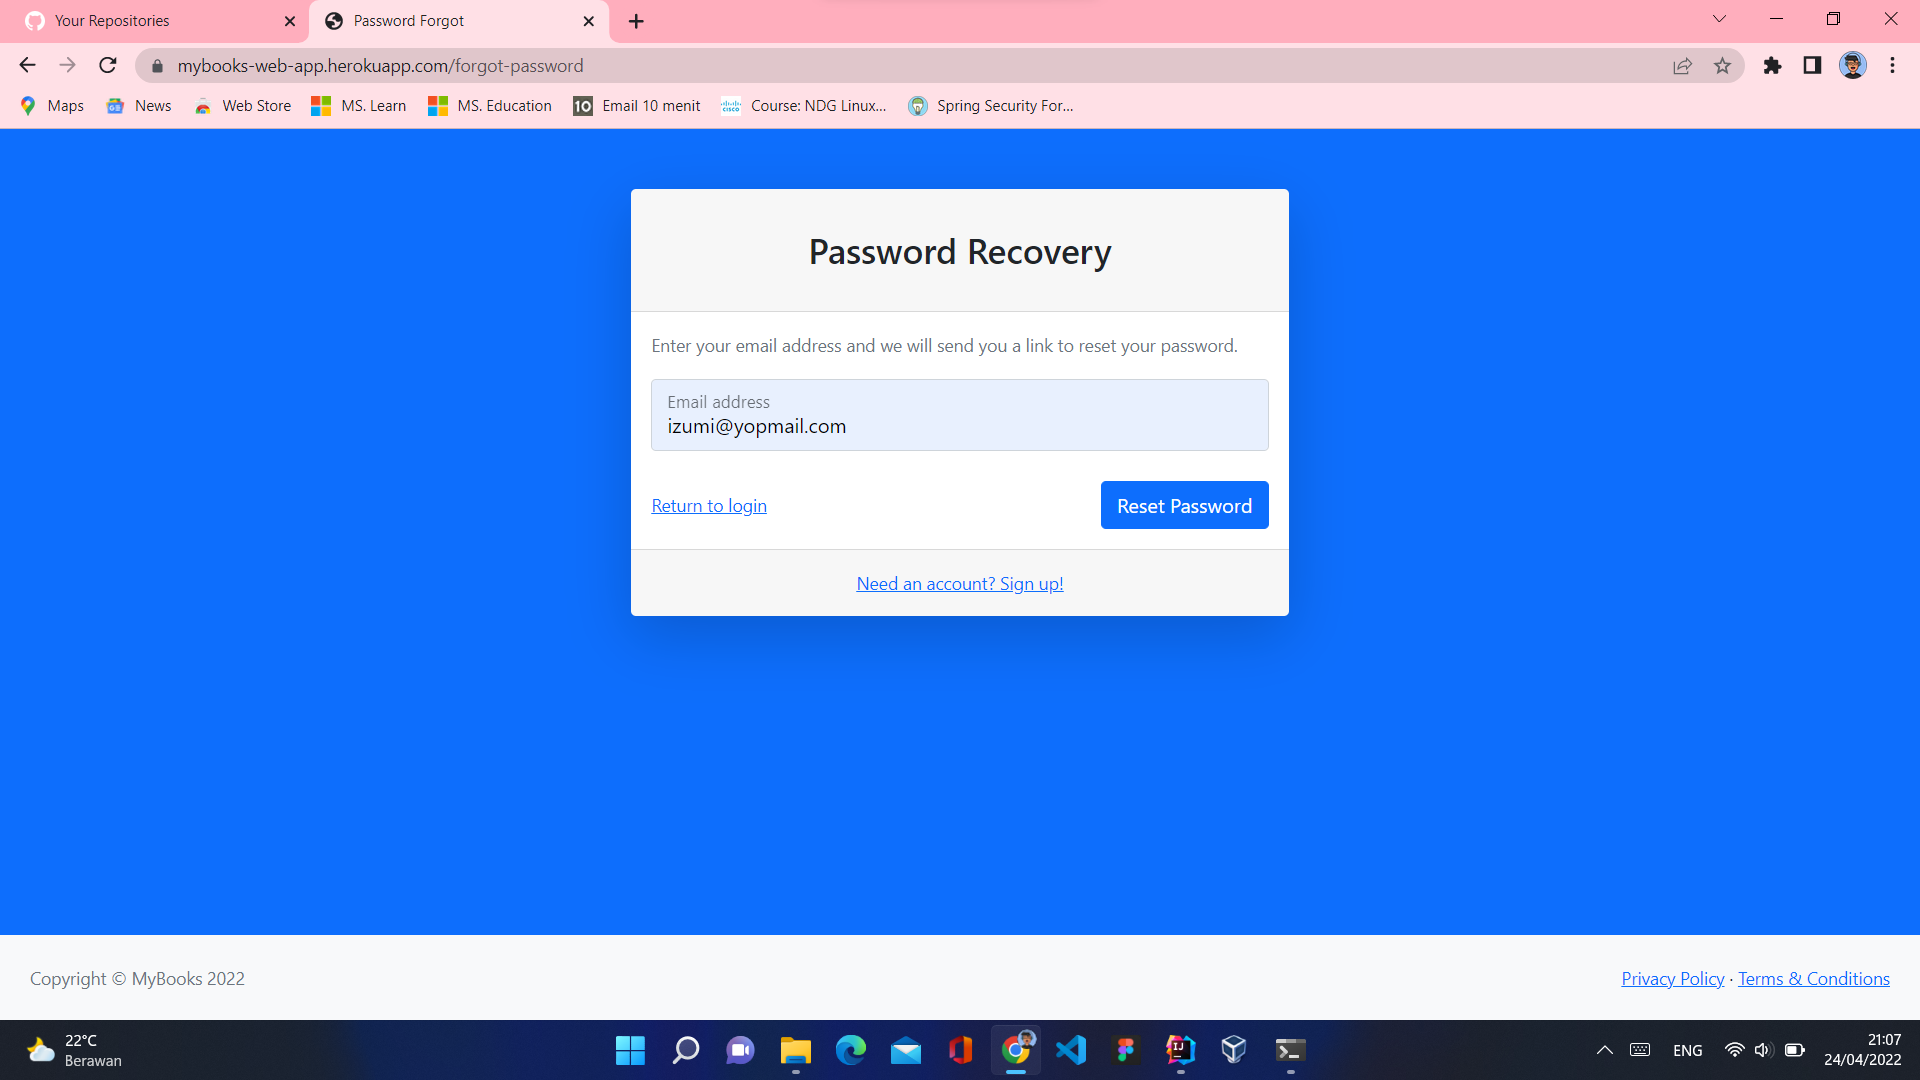 Your Repositories
Password Forgot
mybooks-web-app.herokuapp.com/forgot-password
Maps
News
Web Store
MS. Learn
MS. Education
10
Email 10 menit
CISCO
Course: NDG Linux...
Spring Security For...
Password Recovery
Enter your email address and we will send you a link to reset your password.
Email address
izumi@yopmail.com
Return to login
Reset Password
Need an account? Sign up!
Copyright © MyBooks 2022
Privacy Policy · Terms & Conditions
22°C
Berawan
IJ
ENG
21:07
24/04/2022